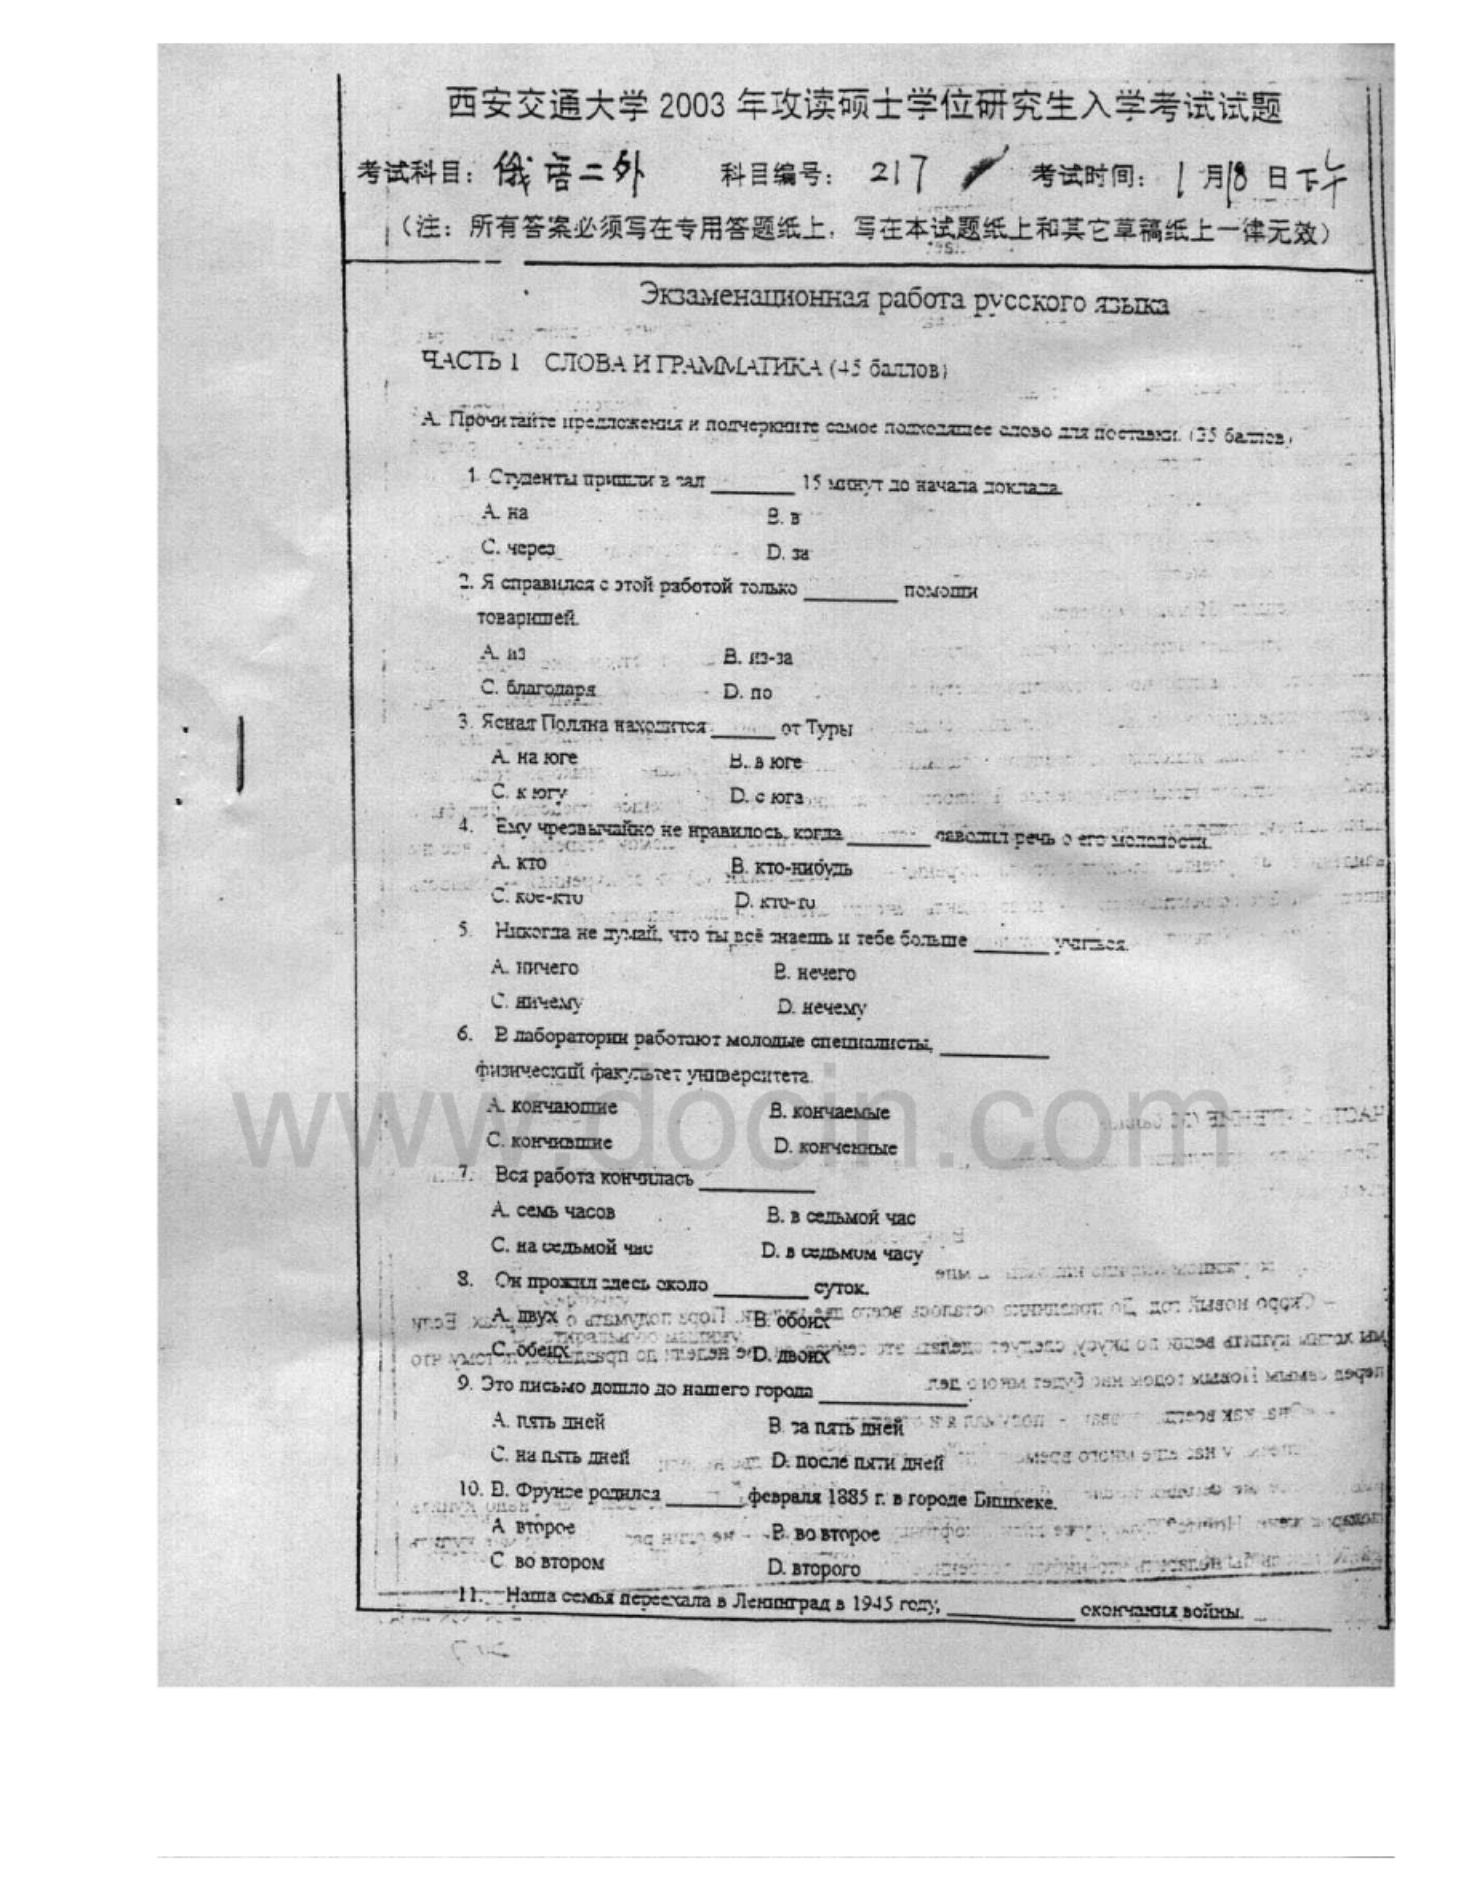 西安交通大学 2003 年攻读硕士学位研究生入学考试试题
考试科目：俄语二外 科目编号：217 考试时间：1月18日下午
（注：所有答案必须写在专用答题纸上，写在本试题纸上和其它草稿纸上一律无效）
Экзаменационная работа русского языка
ЧАСТЬ 1 СЛОВА И ГРАММАТИКА (45 баллов)
А. Прочитайте предложения и подчеркните самое подходящее слово для поставки. (35 баллов)
1. Студенты пришли в зал ________ 15 минут до начала доклада.
A. на B. в
C. через D. за
2. Я справился с этой работой только ________ помощи
товарищей.
A. из B. из-за
C. благодаря D. по
3. Ясная Поляна находится ______ от Туры
A. на юге B. в юге
C. к югу D. с юга
4. Ему чрезвычайно не нравилось, когда ________ заводил речь о его молодости.
A. кто B. кто-нибудь
C. кое-кто D. кто-то
5. Никогда не думай, что ты всё знаешь и тебе больше _______ учиться.
A. ничего B. нечего
C. ничему D. нечему
6. В лаборатории работают молодые специалисты, __________
физический факультет университета.
A. кончающие B. кончаемые
C. кончившие D. конченные
7. Вся работа кончилась ___________
A. семь часов B. в седьмой час
C. на седьмой час D. в седьмом часу
8. Он прожил здесь около _________ суток.
A. двух B. обоих
C. обеих D. двоих
9. Это письмо дошло до нашего города ______________.
A. пять дней B. за пять дней
C. на пять дней D. после пяти дней
10. В. Фрунзе родился _______ февраля 1885 г. в городе Бишкеке.
A второе B. во второе
C. во втором D. второго
11. Наша семья переехала в Ленинград в 1945 году, ____________ окончания войны.
www.docin.com